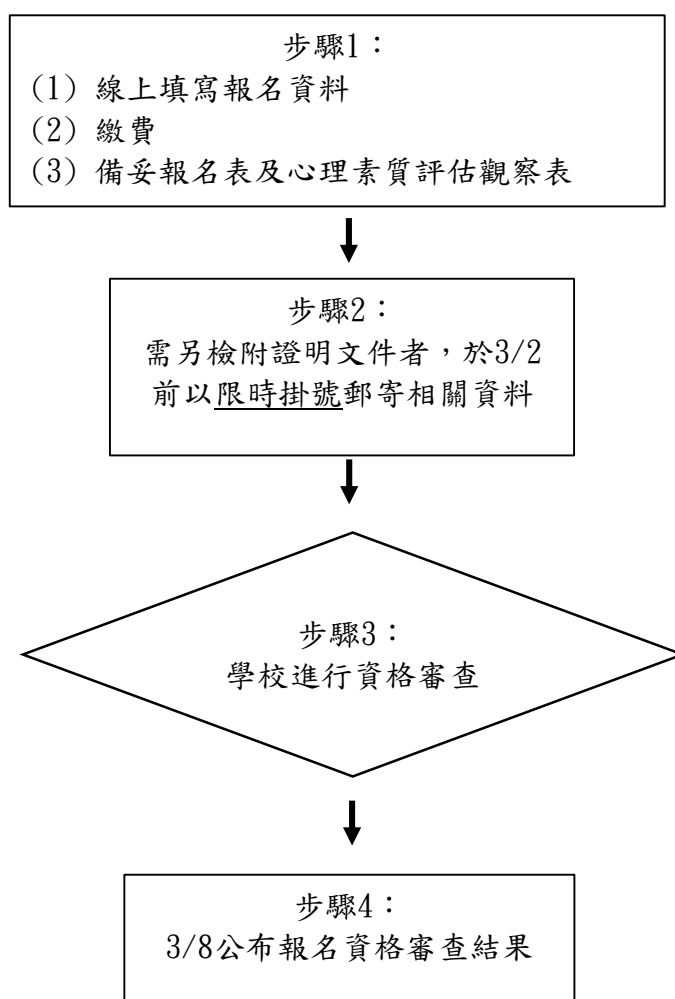 步驟1：
(1) 線上填寫報名資料
(2) 繳費
(3) 備妥報名表及心理素質評估觀察表
步驟2：
需另檢附證明文件者，於3/2
前以限時掛號郵寄相關資料
步驟3：
學校進行資格審查
步驟4：
3/8公布報名資格審查結果